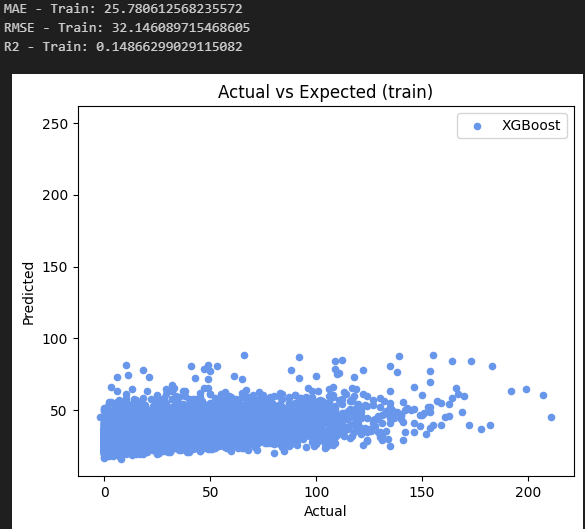 MAE - Train: 25.780612568235572
RMSE - Train: 32.146089715468605
R2 - Train: 0.14866299029115082
Actual vs Expected (train)
XGBoost
250
200
150
100
50
Predicted
0 50 100 150 200
Actual